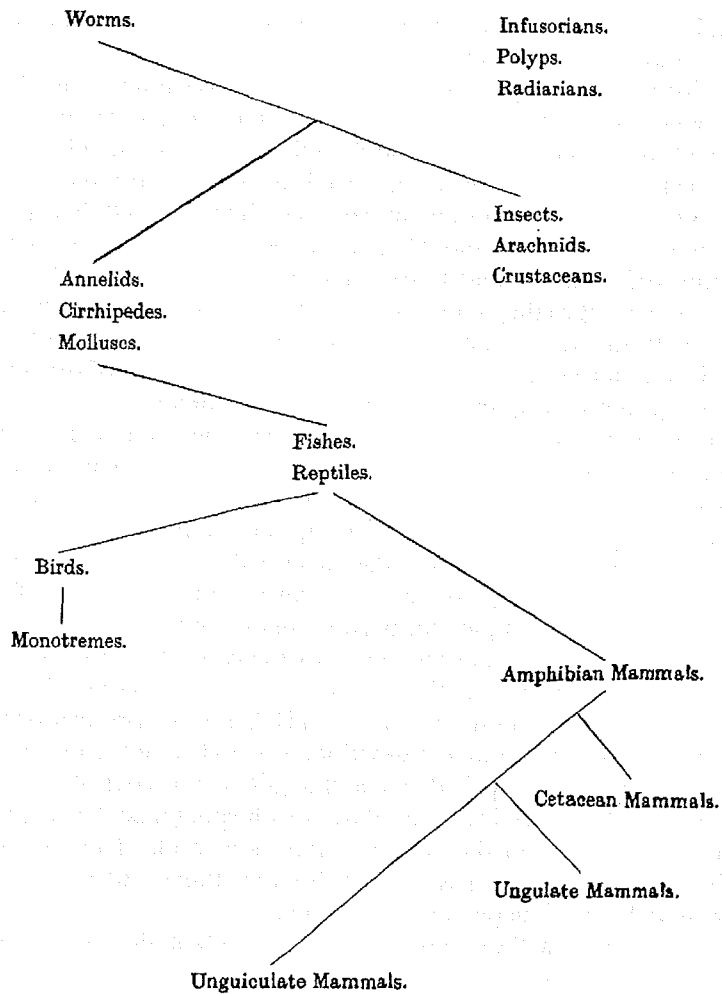 Worms.
Infusorians.
Polyps.
Radiarians.
Insects.
Arachnids.
Crustaceans.
Annelids.
Cirrhipedes.
Molluscs.
Fishes.
Reptiles.
Birds.
Monotremes.
Amphibian Mammals.
Cetacean Mammals.
Ungulate Mammals.
Unguiculate Mammals.